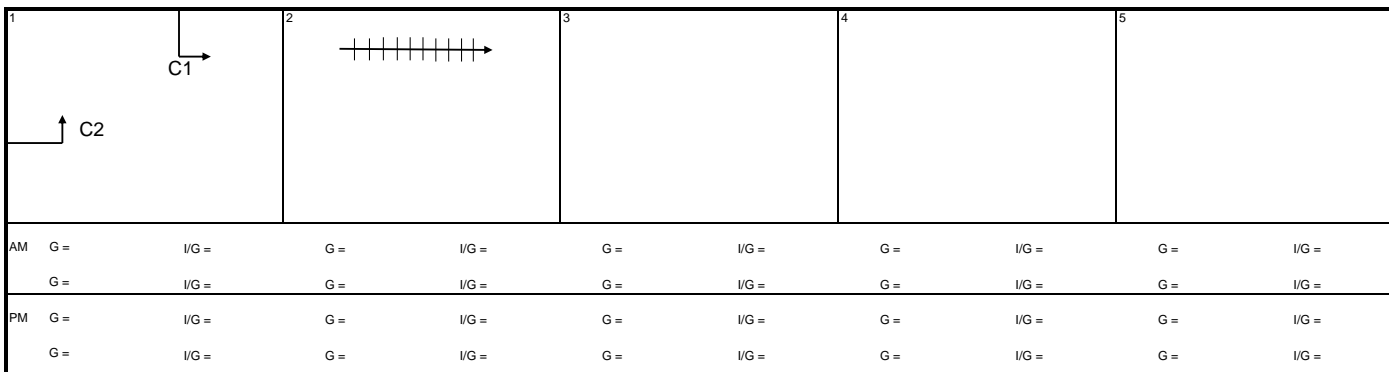 1 2 3 4 5
C1
C2
AM G = I/G = G = I/G = G = I/G = G = I/G = G = I/G =
G = I/G = G = I/G = G = I/G = G = I/G = G = I/G =
PM G = I/G = G = I/G = G = I/G = G = I/G = G = I/G =
G = I/G = G = I/G = G = I/G = G = I/G = G = I/G =